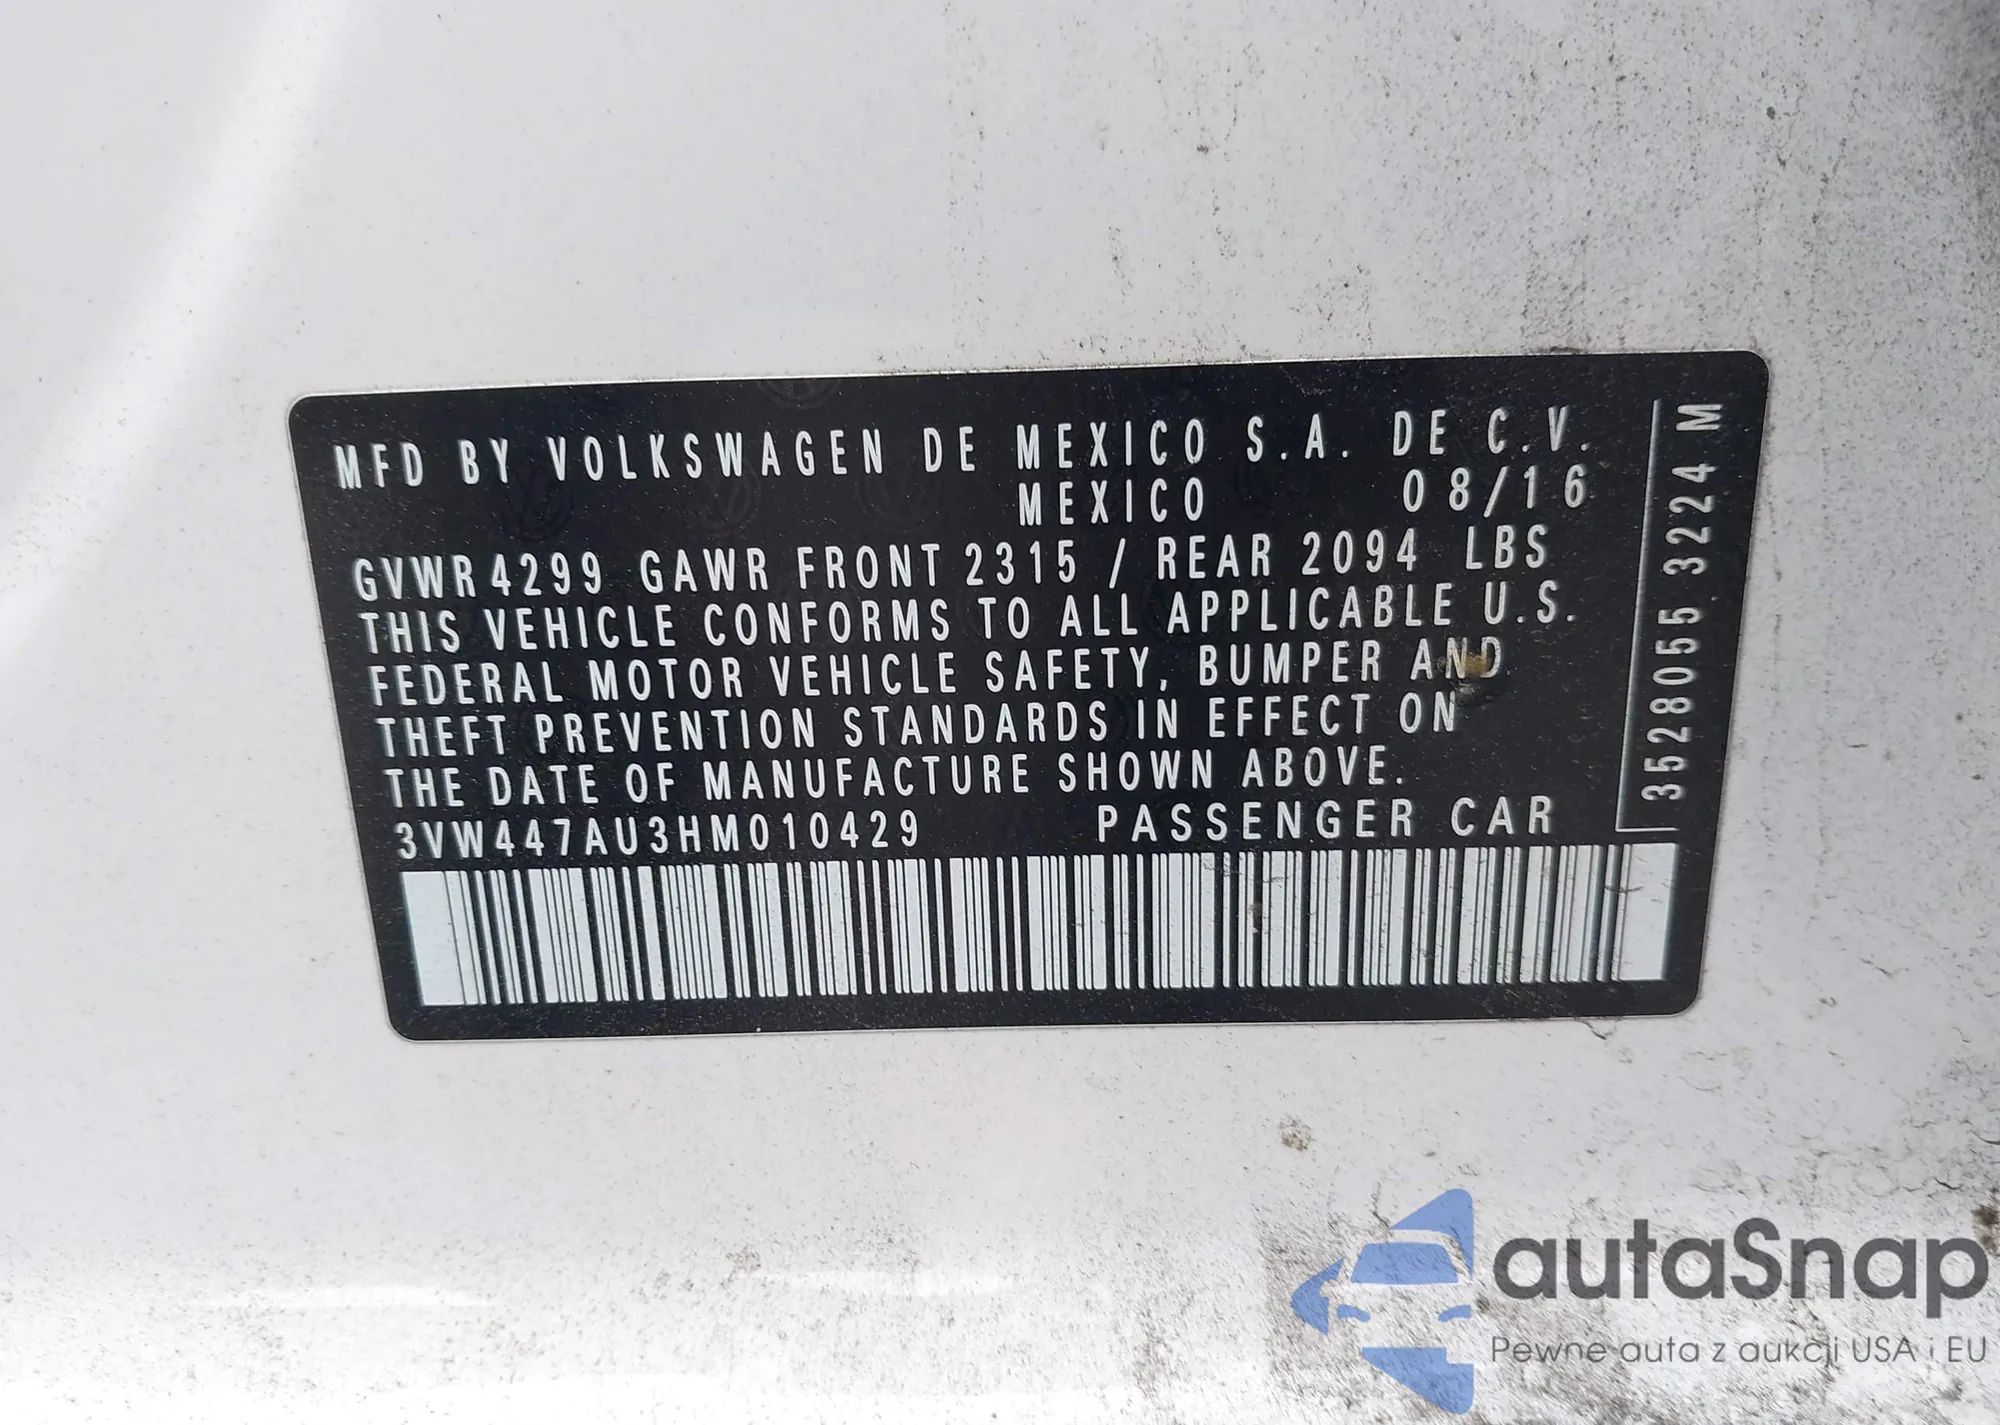 MFD BY VOLKSWAGEN DE MEXICO S.A. DE C.V.
MEXICO 08/16
GVWR 4299 GAWR FRONT 2315 / REAR 2094 LBS
THIS VEHICLE CONFORMS TO ALL APPLICABLE U.S.
FEDERAL MOTOR VEHICLE SAFETY, BUMPER AND
THEFT PREVENTION STANDARDS IN EFFECT ON
THE DATE OF MANUFACTURE SHOWN ABOVE.
3VW447AU3HM010429 PASSENGER CAR
3528055 3224 M
autaSnap
Pewne auta z aukcji USA i EU